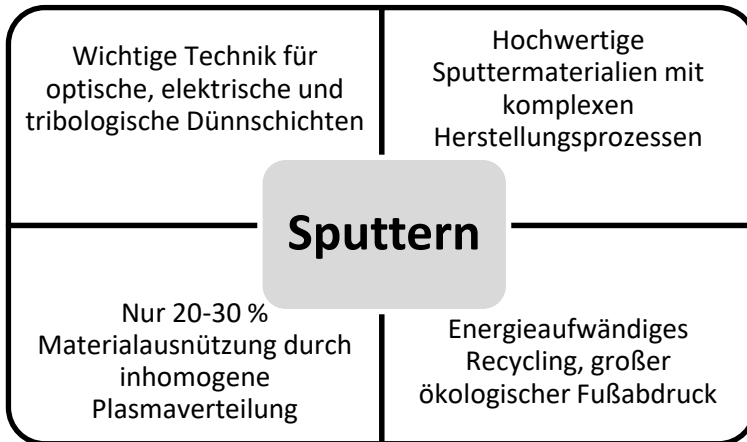 Wichtige Technik für
optische, elektrische und
tribologische Dünnschichten
Hochwertige
Sputtermaterialien mit
komplexen
Herstellungsprozessen
Sputtern
Nur 20-30 %
Materialausnützung durch
inhomogene
Plasmaverteilung
Energieaufwändiges
Recycling, großer
ökologischer Fußabdruck